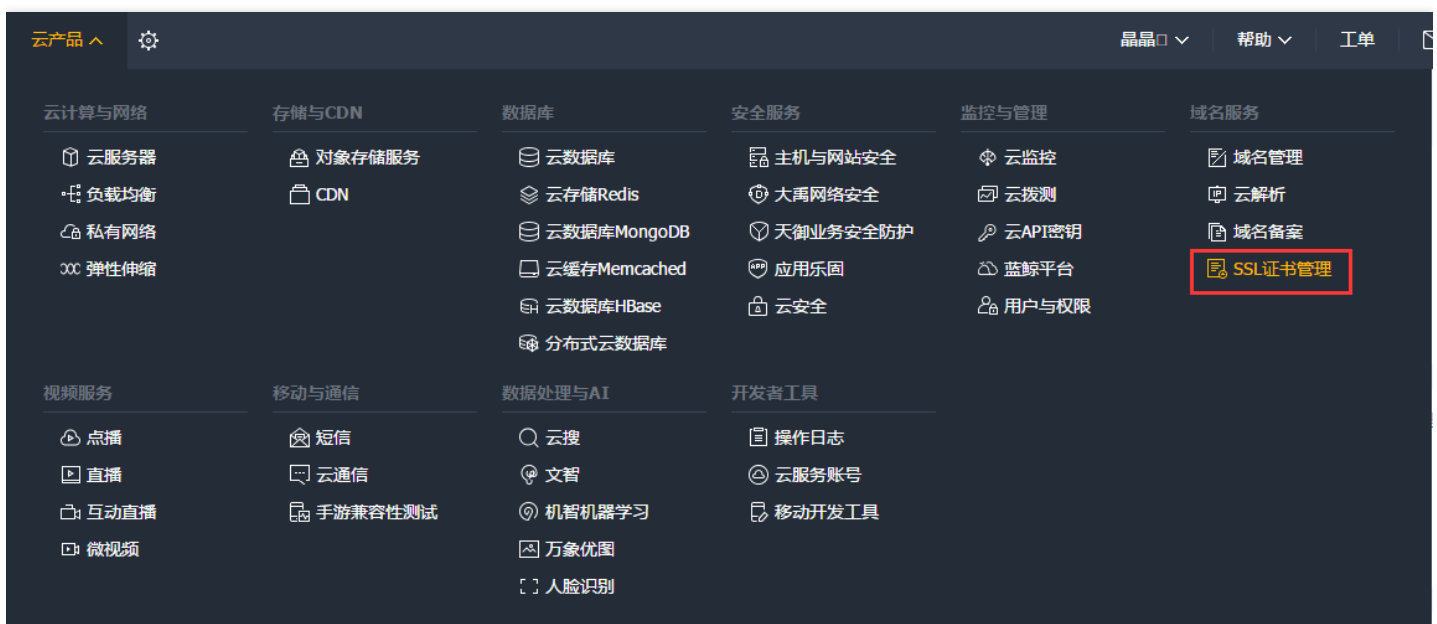 云产品
晶晶 帮助 工单
云计算与网络
云服务器
负载均衡
私有网络
弹性伸缩
存储与CDN
对象存储服务
CDN
数据库
云数据库
云存储Redis
云数据库MongoDB
云缓存Memcached
云数据库HBase
分布式云数据库
安全服务
主机与网站安全
大禹网络安全
天御业务安全防护
应用乐固
云安全
监控与管理
云监控
云拨测
云API密钥
蓝鲸平台
用户与权限
域名服务
域名管理
云解析
域名备案
SSL证书管理
视频服务
点播
直播
互动直播
微视频
移动与通信
短信
云通信
手游兼容性测试
数据处理与AI
云搜
文智
机智机器学习
万象优图
人脸识别
开发者工具
操作日志
云服务账号
移动开发工具